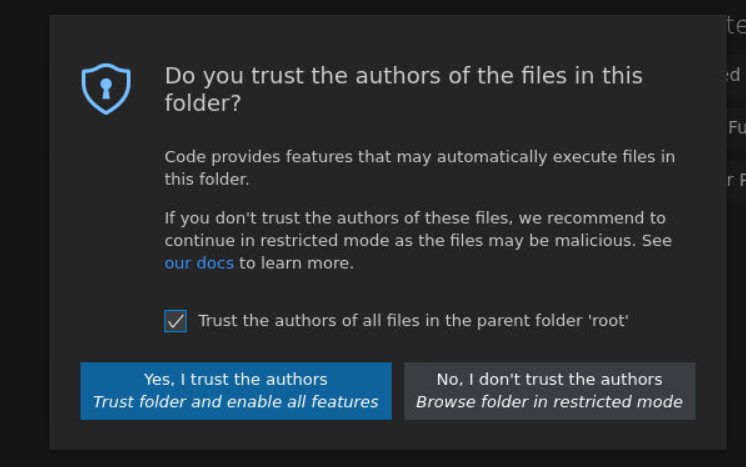 Do you trust the authors of the files in this
folder?
Code provides features that may automatically execute files in
this folder.
If you don't trust the authors of these files, we recommend to
continue in restricted mode as the files may be malicious. See
our docs to learn more.
Trust the authors of all files in the parent folder 'root'
Yes, I trust the authors
Trust folder and enable all features
No, I don't trust the authors
Browse folder in restricted mode